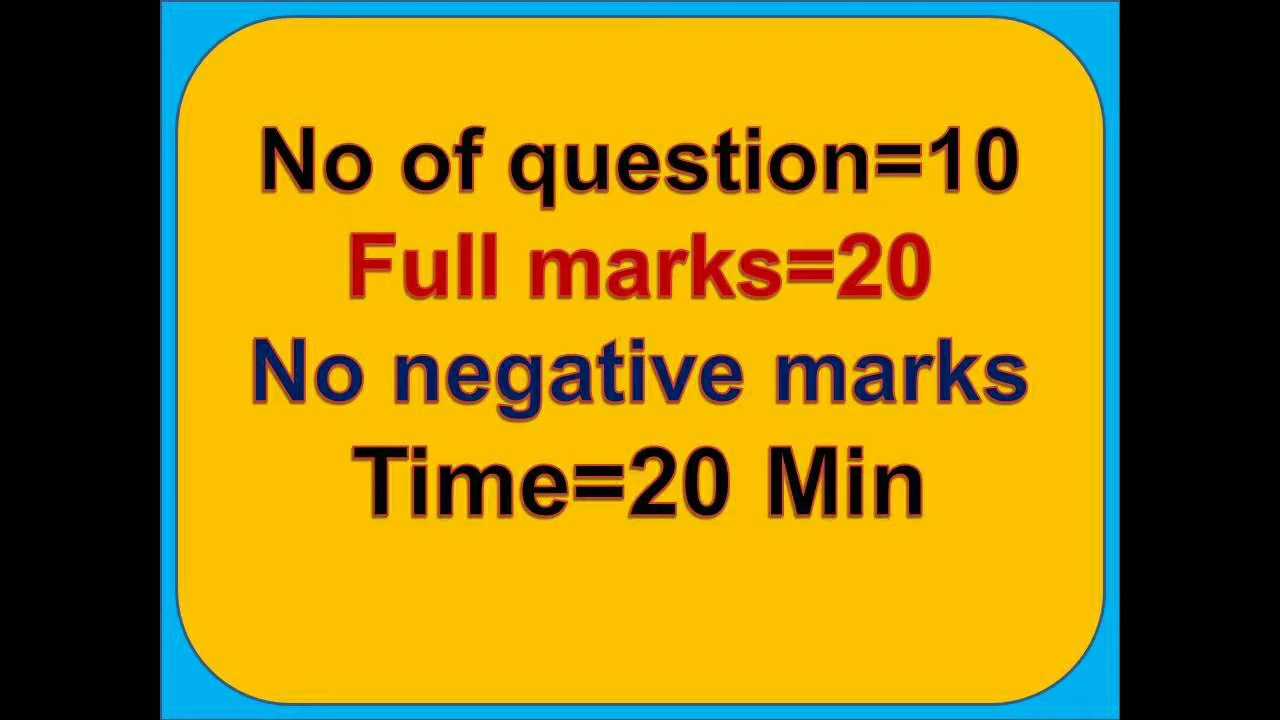 No of question=10
Full marks=20
No negative marks
Time=20 Min